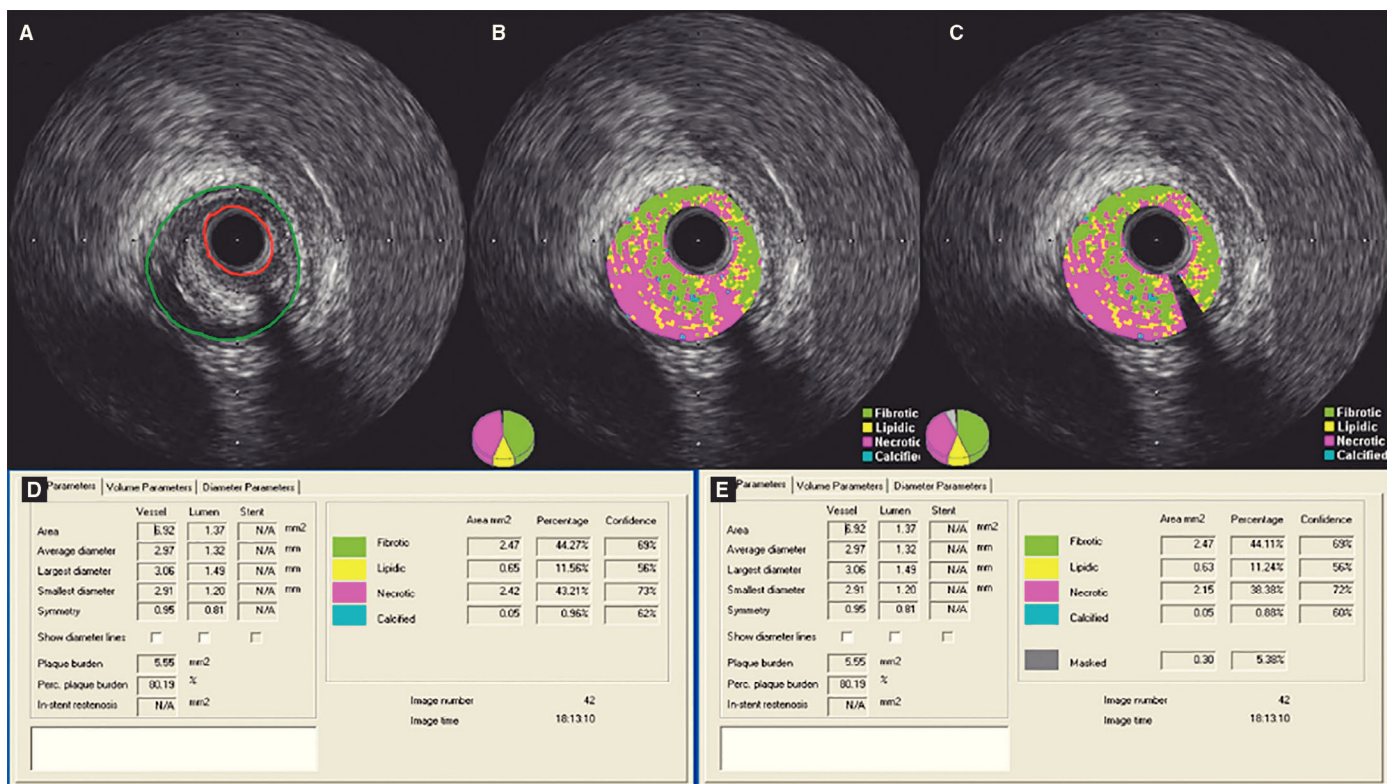 A
B
C
Fibrotic
Lipidic
Necrotic
Calcifie
Fibrotic
Lipidic
Necrotic
Calcified
D
Parameters Volume Parameters Diameter Parameters
Vessel Lumen Stent
Area 6.92 1.37 N/A mm2
Average diameter 2.97 1.32 N/A mm
Largest diameter 3.06 1.49 N/A mm
Smallest diameter 2.91 1.20 N/A mm
Symmetry 0.95 0.81 N/A
Show diameter lines
Plaque burden 5.55 mm2
Perc. plaque burden 80.19 %
In-stent restenosis N/A mm2
Area mm2 Percentage Confidence
Fibrotic 2.47 44.27% 69%
Lipidic 0.65 11.56% 56%
Necrotic 2.42 43.21% 73%
Calcified 0.05 0.96% 62%
Image number 42
Image time 18:13:10
E
Parameters Volume Parameters Diameter Parameters
Vessel Lumen Stent
Area 6.92 1.37 N/A mm2
Average diameter 2.97 1.32 N/A mm
Largest diameter 3.06 1.49 N/A mm
Smallest diameter 2.91 1.20 N/A mm
Symmetry 0.95 0.81 N/A
Show diameter lines
Plaque burden 5.55 mm2
Perc. plaque burden 80.19 %
In-stent restenosis N/A mm2
Area mm2 Percentage Confidence
Fibrotic 2.47 44.11% 69%
Lipidic 0.63 11.24% 56%
Necrotic 2.15 38.38% 72%
Calcified 0.05 0.88% 60%
Masked 0.30 5.38%
Image number 42
Image time 18:13:10